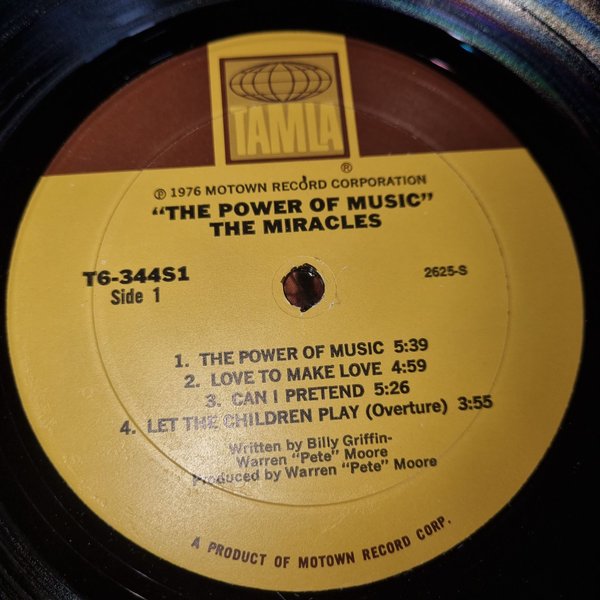 TAMLA
®
℗ 1976 MOTOWN RECORD CORPORATION
"THE POWER OF MUSIC"
THE MIRACLES
T6-344S1
2625-S
Side 1
1. THE POWER OF MUSIC 5:39
2. LOVE TO MAKE LOVE 4:59
3. CAN I PRETEND 5:26
4. LET THE CHILDREN PLAY (Overture) 3:55
Written by Billy Griffin-
Warren "Pete" Moore
Produced by Warren "Pete" Moore
A PRODUCT OF MOTOWN RECORD CORP.